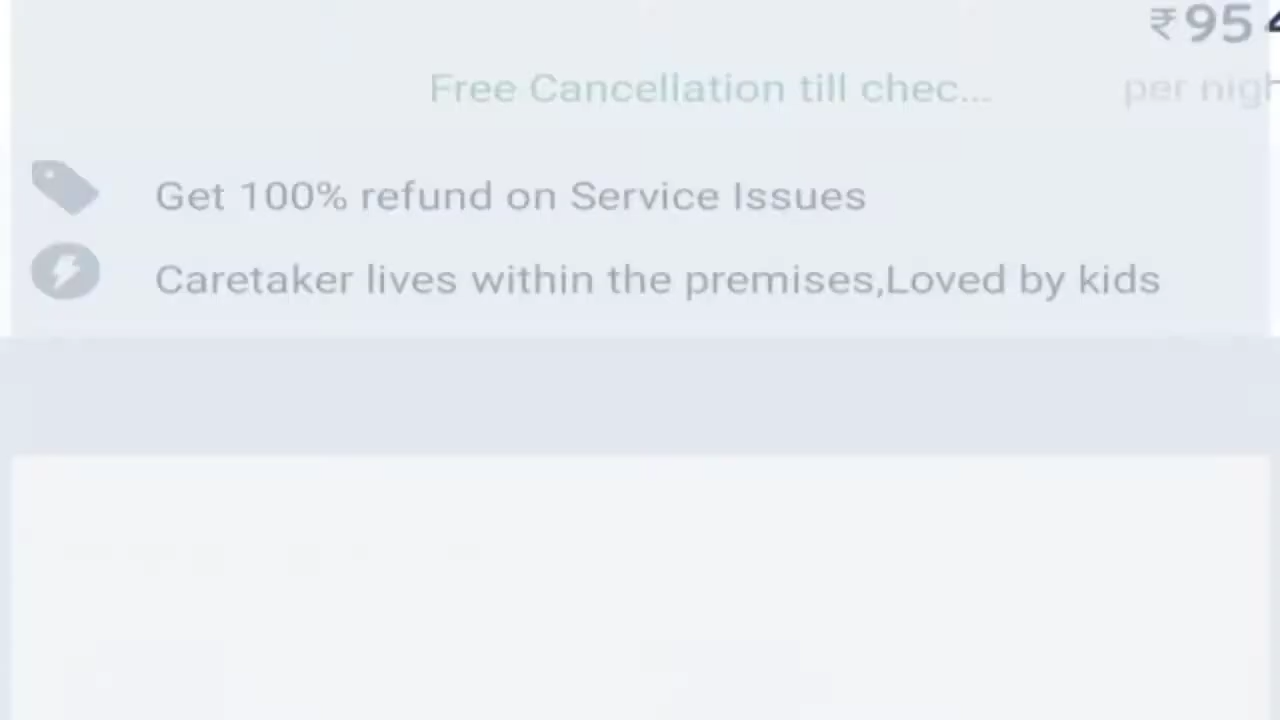 ₹95
Free Cancellation till chec...
per nigh
Get 100% refund on Service Issues
Caretaker lives within the premises,Loved by kids